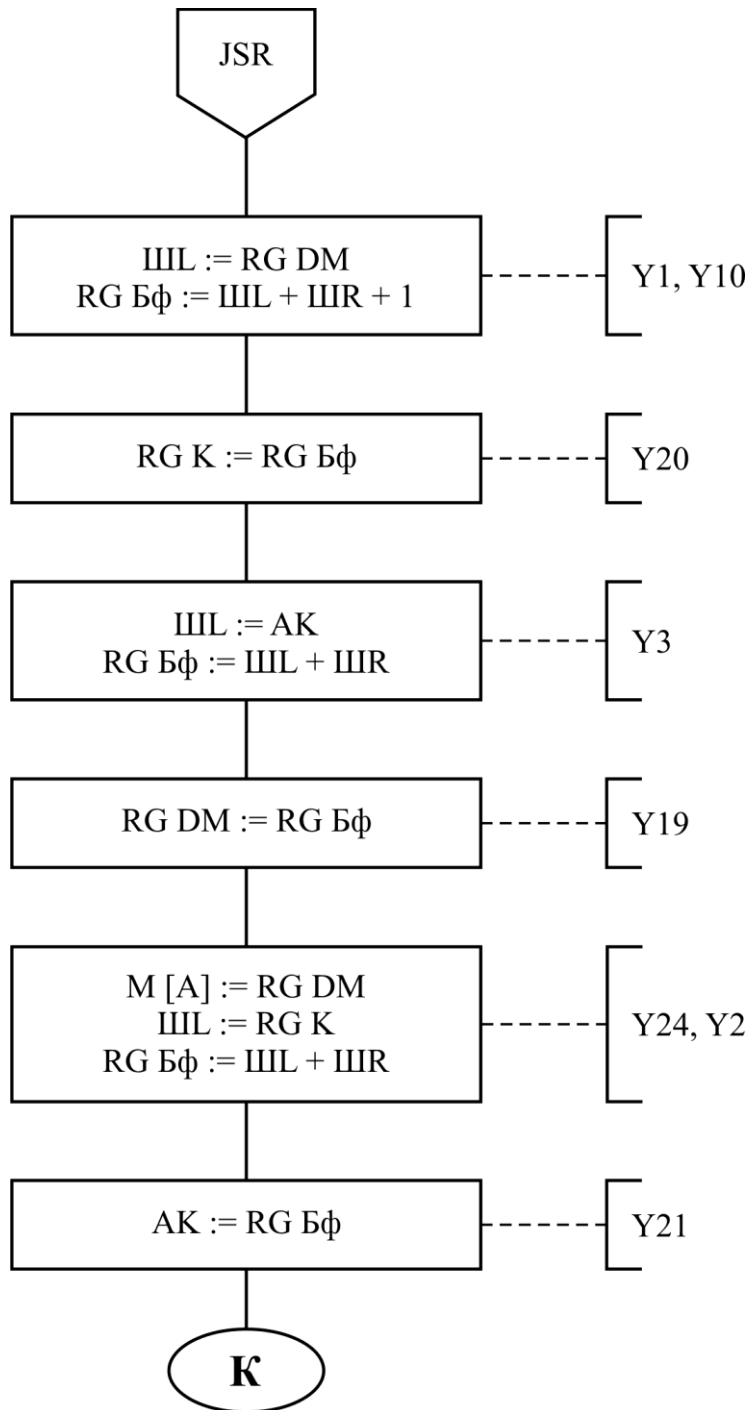 JSR
ШL := RG DM
RG Бф := ШL + ШR + 1
Y1, Y10
RG K := RG Бф
Y20
ШL := AK
RG Бф := ШL + ШR
Y3
RG DM := RG Бф
Y19
M [A] := RG DM
ШL := RG K
RG Бф := ШL + ШR
Y24, Y2
AK := RG Бф
Y21
К